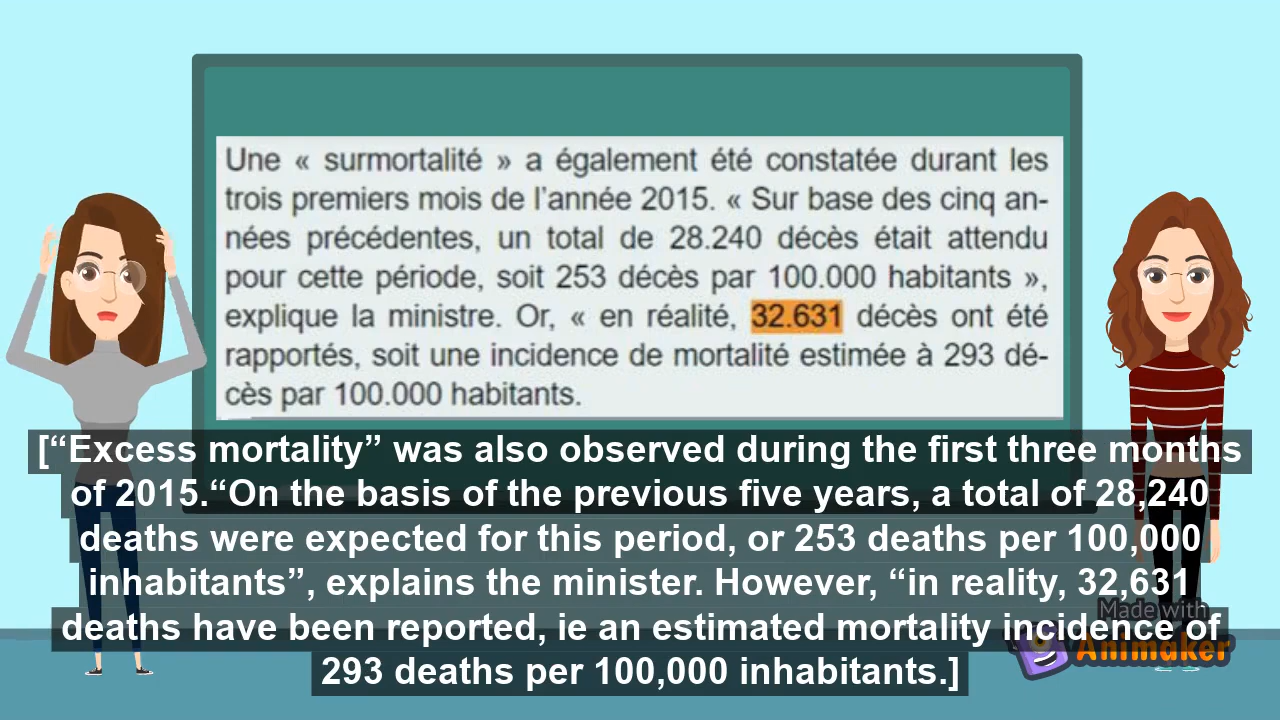 Une « surmortalité » a également été constatée durant les
trois premiers mois de l'année 2015. « Sur base des cinq an-
nées précédentes, un total de 28.240 décès était attendu
pour cette période, soit 253 décès par 100.000 habitants »,
explique la ministre. Or, « en réalité, 32.631 décès ont été
rapportés, soit une incidence de mortalité estimée à 293 dé-
cès par 100.000 habitants.
[“Excess mortality” was also observed during the first three months
of 2015.“On the basis of the previous five years, a total of 28,240
deaths were expected for this period, or 253 deaths per 100,000
inhabitants”, explains the minister. However, “in reality, 32,631
deaths have been reported, ie an estimated mortality incidence of
293 deaths per 100,000 inhabitants.]
Made with
Animaker